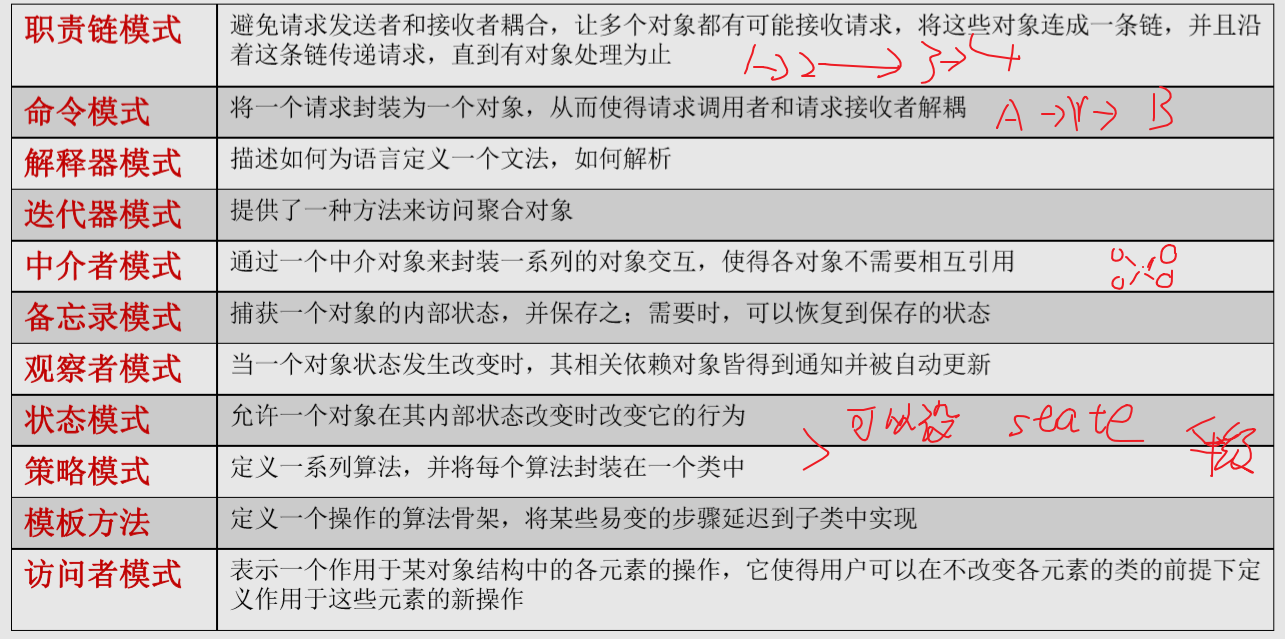 职责链模式
避免请求发送者和接收者耦合，让多个对象都有可能接收请求，将这些对象连成一条链，并且沿
着这条链传递请求，直到有对象处理为止
1→2→3→4
命令模式
将一个请求封装为一个对象，从而使得请求调用者和请求接收者解耦
A→r→B
解释器模式
描述如何为语言定义一个文法，如何解析
迭代器模式
提供了一种方法来访问聚合对象
中介者模式
通过一个中介对象来封装一系列的对象交互，使得各对象不需要相互引用
备忘录模式
捕获一个对象的内部状态，并保存之；需要时，可以恢复到保存的状态
观察者模式
当一个对象状态发生改变时，其相关依赖对象皆得到通知并被自动更新
状态模式
允许一个对象在其内部状态改变时改变它的行为
可以设 state
策略模式
定义一系列算法，并将每个算法封装在一个类中
模板方法
定义一个操作的算法骨架，将某些易变的步骤延迟到子类中实现
访问者模式
表示一个作用于某对象结构中的各元素的操作，它使得用户可以在不改变各元素的类的前提下定
义作用于这些元素的新操作